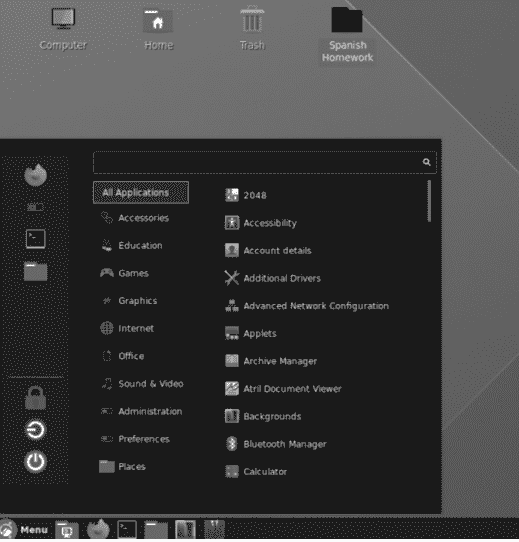 Computer
Home
Trash
Spanish
Homework
All Applications
Accessories
Education
Games
Graphics
Internet
Office
Sound & Video
Administration
Preferences
Places
2048
Accessibility
Account details
Additional Drivers
Advanced Network Configuration
Applets
Archive Manager
Atril Document Viewer
Backgrounds
Bluetooth Manager
Calculator
Menu